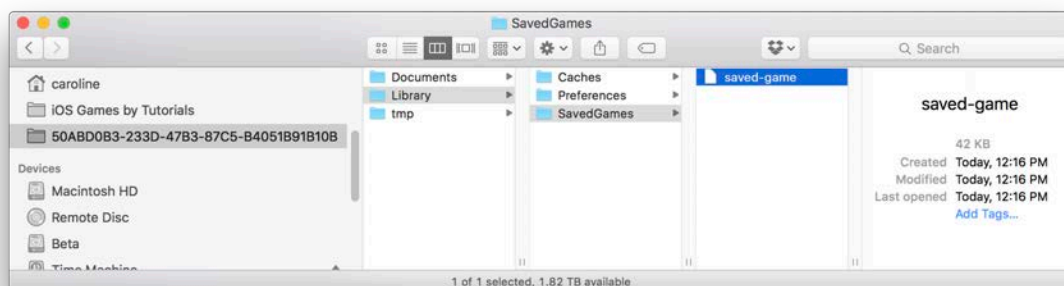 SavedGames
Search
caroline
iOS Games by Tutorials
50ABD0B3-233D-47B3-87C5-B4051B91B10B
Devices
Macintosh HD
Remote Disc
Beta
Time Machine
Documents
Library
tmp
Caches
Preferences
SavedGames
saved-game
saved-game
42 KB
Created Today, 12:16 PM
Modified Today, 12:16 PM
Last opened Today, 12:16 PM
Add Tags...
1 of 1 selected, 1.82 TB available